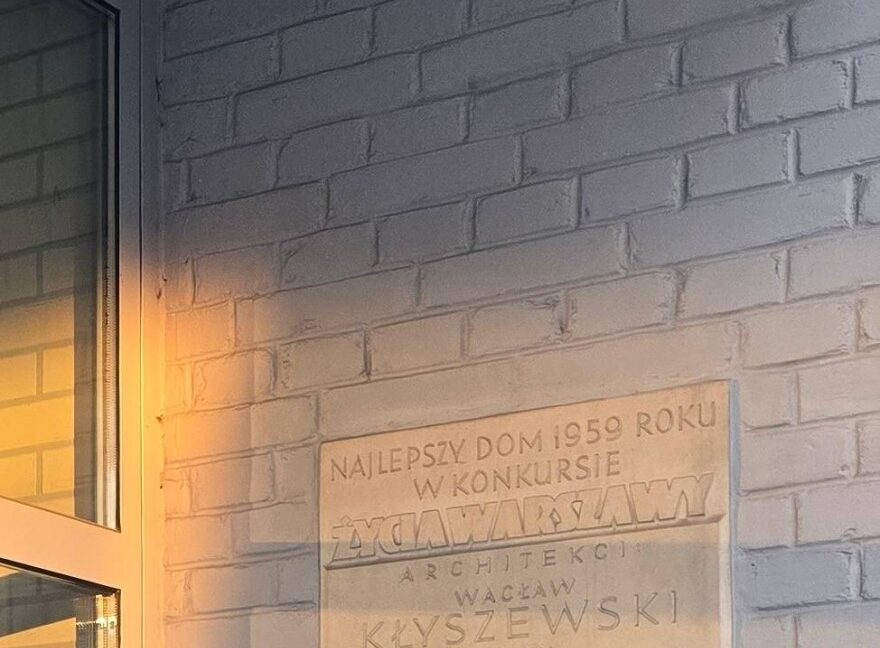 NAJLEPSZY DOM 1959 ROKU
W KONKURSIE
ŻYCIA WARSZAWY
ARCHITEKCI:
WACŁAW
KŁYSZEWSKI